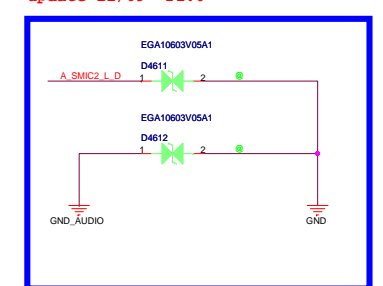 EGA10603V05A1
D4611
A_SMIC2_L_D 1 2 @
EGA10603V05A1
D4612
1 2 @
GND_AUDIO GND